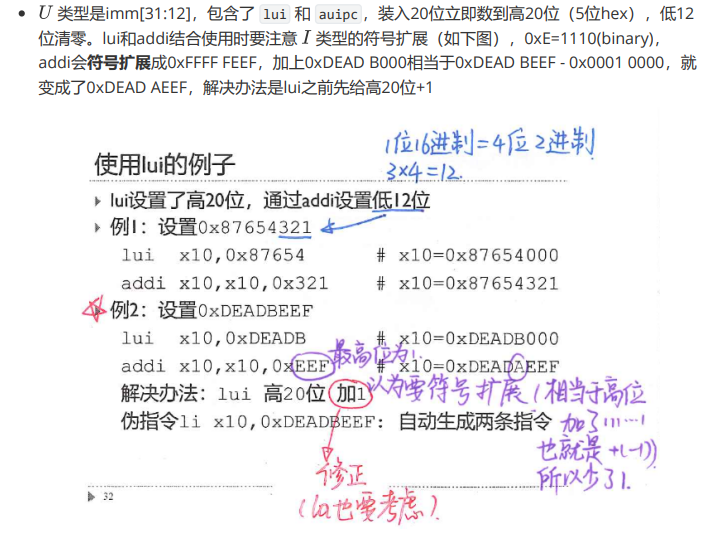 • U 类型是imm[31:12]，包含了 lui 和 auipc，装入20位立即数到高20位（5位hex），低12
位清零。lui和addi结合使用时要注意 I 类型的符号扩展（如下图），0xE=1110(binary)，
addi会符号扩展成0xFFFF FEEF，加上0xDEAD B000相当于0xDEAD BEEF - 0x0001 0000，就
变成了0xDEAD AEEF，解决办法是lui之前先给高20位+1
1位16进制=4位2进制
3×4=12.
使用lui的例子
lui设置了高20位，通过addi设置低12位
例1：设置0x87654321
lui x10,0x87654 # x10=0x87654000
addi x10,x10,0x321 # x10=0x87654321
例2：设置0xDEADBEEF
lui x10,0xDEADB # x10=0xDEADB000
最高位为1
addi x10,x10,0xEEF # x10=0xDEADAEEF
解决办法：lui 高20位 加1
以为要符号扩展（相当于高位
伪指令li x10,0xDEADBEEF：自动生成两条指令
加了11……1
也就是+(-1))
所以少了1.
修正
(la也要考虑).
32